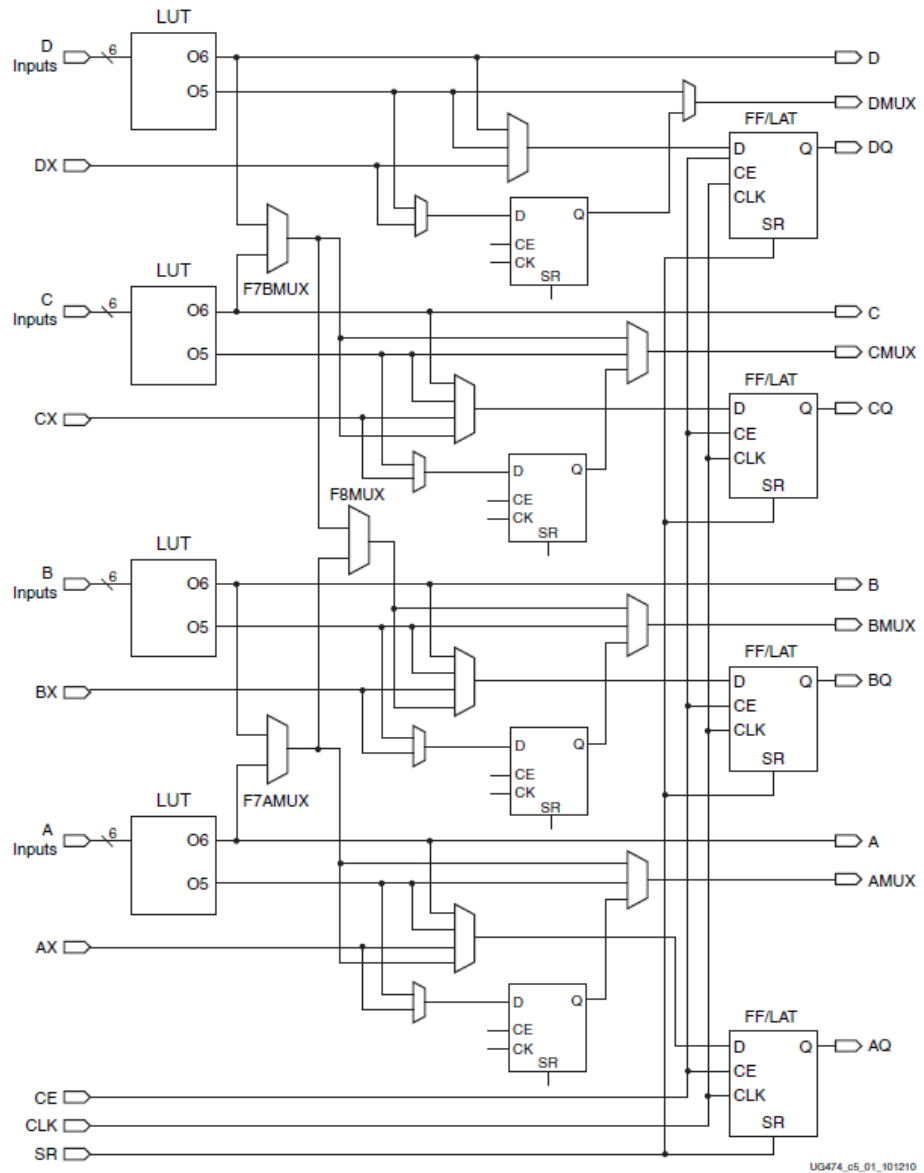 LUT
D
Inputs
6
O6
O5
D
DMUX
FF/LAT
D
Q
DQ
CE
CLK
SR
DX
D
Q
CE
CK
SR
F7BMUX
LUT
C
Inputs
6
O6
O5
C
CMUX
FF/LAT
D
Q
CQ
CE
CLK
SR
CX
D
Q
CE
CK
SR
F8MUX
LUT
B
Inputs
6
O6
O5
B
BMUX
FF/LAT
D
Q
BQ
CE
CLK
SR
BX
D
Q
CE
CK
SR
F7AMUX
LUT
A
Inputs
6
O6
O5
A
AMUX
AX
D
Q
CE
CK
SR
FF/LAT
D
Q
AQ
CE
CLK
SR
CE
CLK
SR
UG474_c5_01_101210